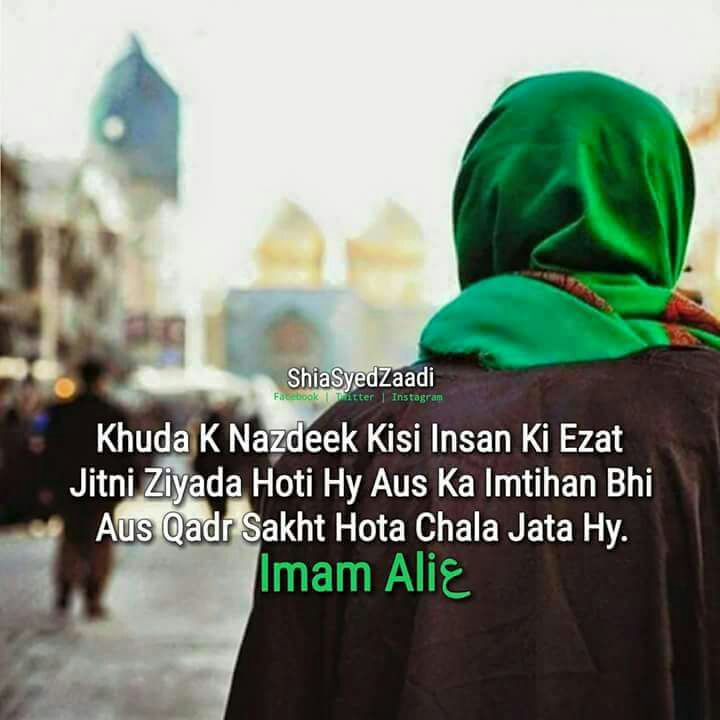 ShiaSyedZaadi
Facebook | Twitter | Instagram
Khuda K Nazdeek Kisi Insan Ki Ezat
Jitni Ziyada Hoti Hy Aus Ka Imtihan Bhi
Aus Qadr Sakht Hota Chala Jata Hy.
Imam Aliع